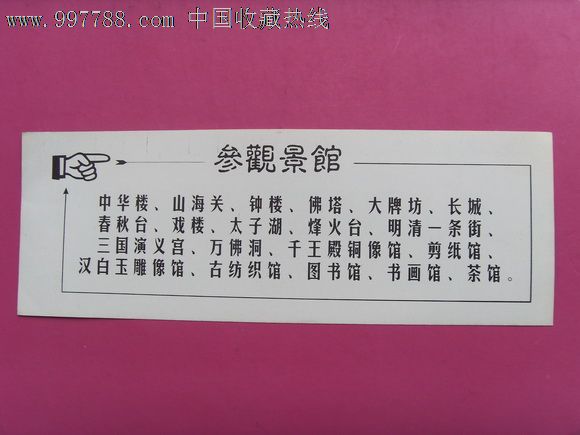 www.997788.com 中国收藏热线
參觀景館
中华楼、山海关、钟楼、佛塔、大牌坊、长城、
春秋台、戏楼、太子湖、烽火台、明清一条街、
三国演义宫、万佛洞、千王殿铜像馆、剪纸馆、
汉白玉雕像馆、古纺织馆、图书馆、书画馆、茶馆。